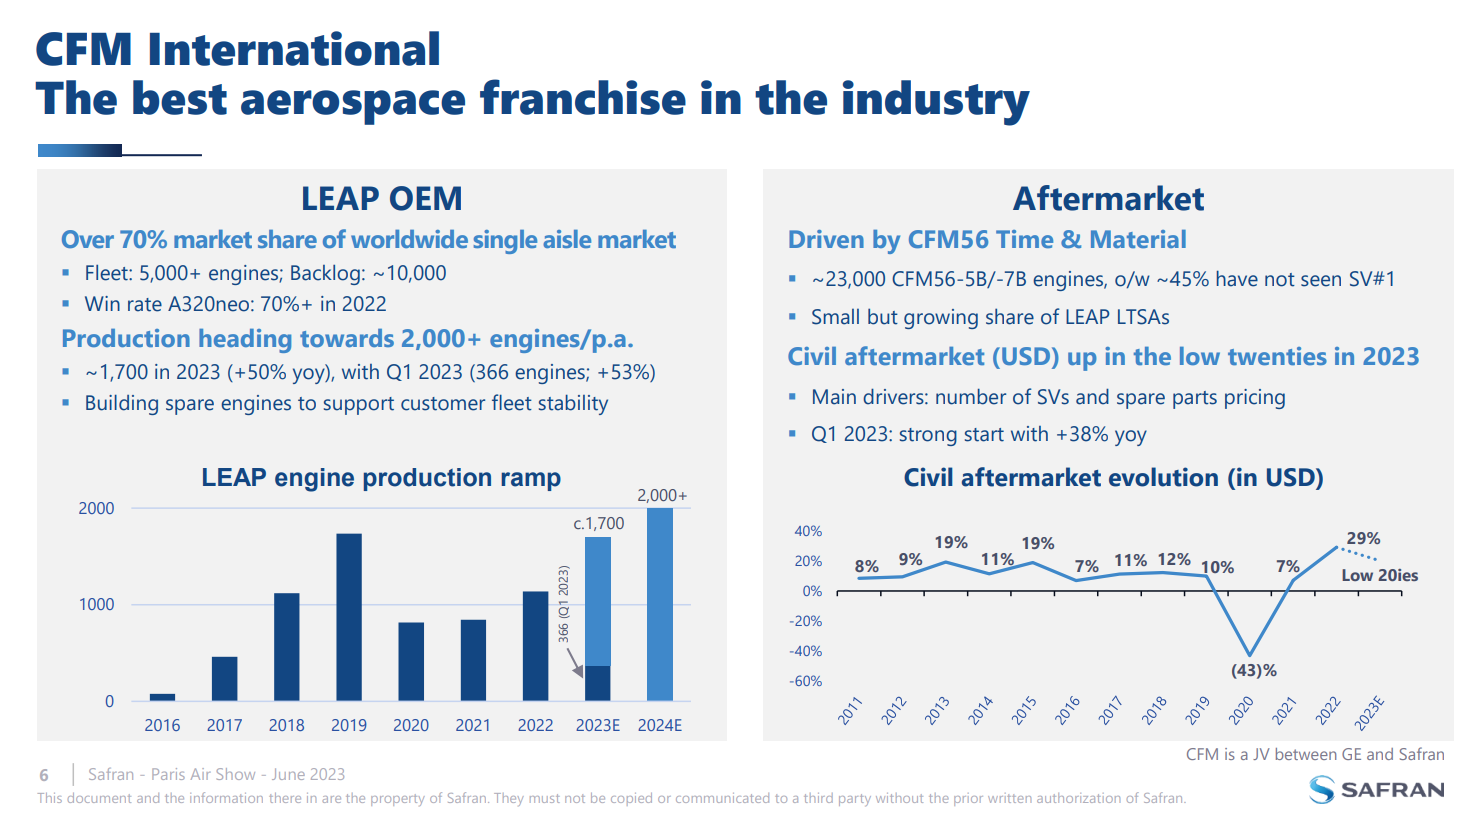 CFM International
The best aerospace franchise in the industry
LEAP OEM
Over 70% market share of worldwide single aisle market
▪ Fleet: 5,000+ engines; Backlog: ~10,000
▪ Win rate A320neo: 70%+ in 2022
Production heading towards 2,000+ engines/p.a.
▪ ~1,700 in 2023 (+50% yoy), with Q1 2023 (366 engines; +53%)
▪ Building spare engines to support customer fleet stability
LEAP engine production ramp
2,000+
2000
c.1,700
366 (Q1 2023)
1000
0
2016 2017 2018 2019 2020 2021 2022 2023E 2024E
Aftermarket
Driven by CFM56 Time & Material
▪ ~23,000 CFM56-5B/-7B engines, o/w ~45% have not seen SV#1
▪ Small but growing share of LEAP LTSAs
Civil aftermarket (USD) up in the low twenties in 2023
▪ Main drivers: number of SVs and spare parts pricing
▪ Q1 2023: strong start with +38% yoy
Civil aftermarket evolution (in USD)
40%
20%
0%
-20%
-40%
-60%
8% 9% 19% 11% 19% 7% 11% 12% 10% (43)% 7% 29%
Low 20ies
2011 2012 2013 2014 2015 2016 2017 2018 2019 2020 2021 2022 2023E
CFM is a JV between GE and Safran
6 Safran - Paris Air Show - June 2023
This document and the information there in are the property of Safran. They must not be copied or communicated to a third party without the prior written authorization of Safran.
SAFRAN